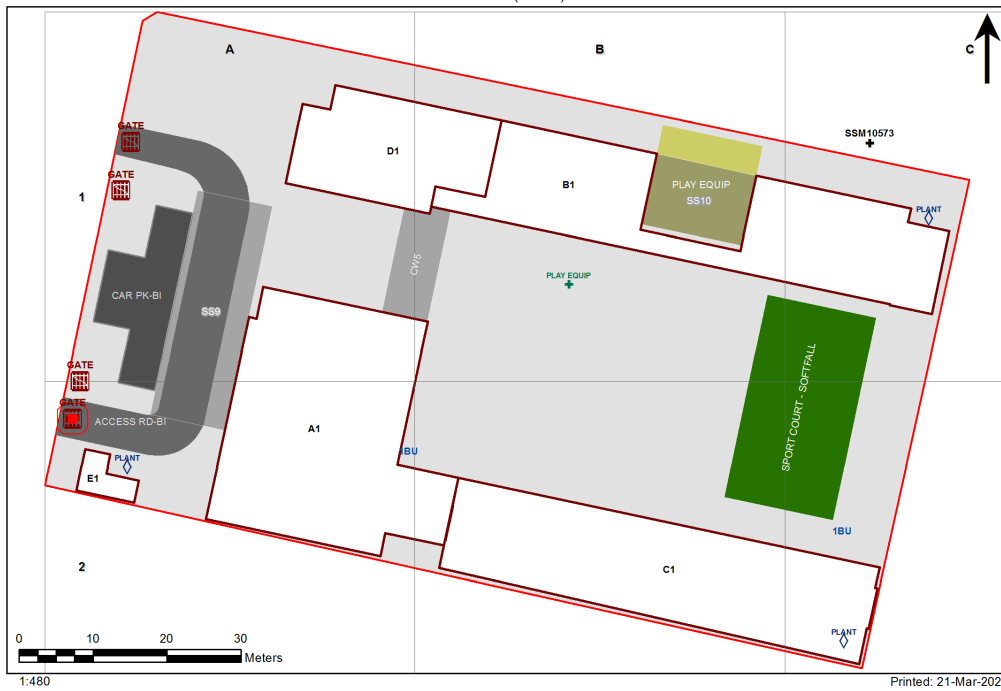 A
B
C
GATE
SSM10573
D1
GATE
B1
PLAY EQUIP
SS10
1
PLANT
CW5
PLAY EQUIP
CAR PK-BI
SS9
SPORT COURT - SOFTFALL
GATE
GATE
ACCESS RD-BI
A1
PLANT
E1
1BU
2
C1
PLANT
0
10
20
30
Meters
1:480
Printed: 21-Mar-202